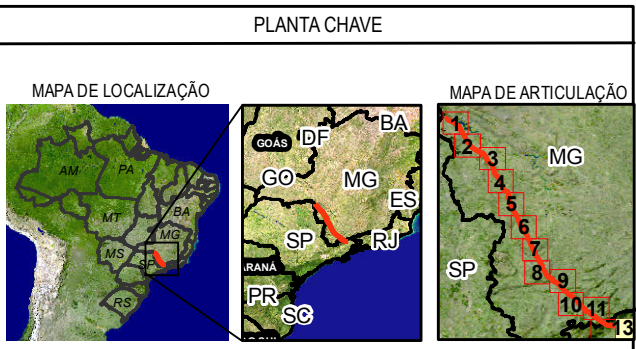 PLANTA CHAVE
MAPA DE LOCALIZAÇÃO
AM
PA
MT
BA
MG
MS
SP
RS
GOÁS
DF
BA
GO
MG
ES
SP
RJ
ARANÁ
PR
SC
MAPA DE ARTICULAÇÃO
1
2
3
MG
4
5
6
7
SP
8
9
10
11
13